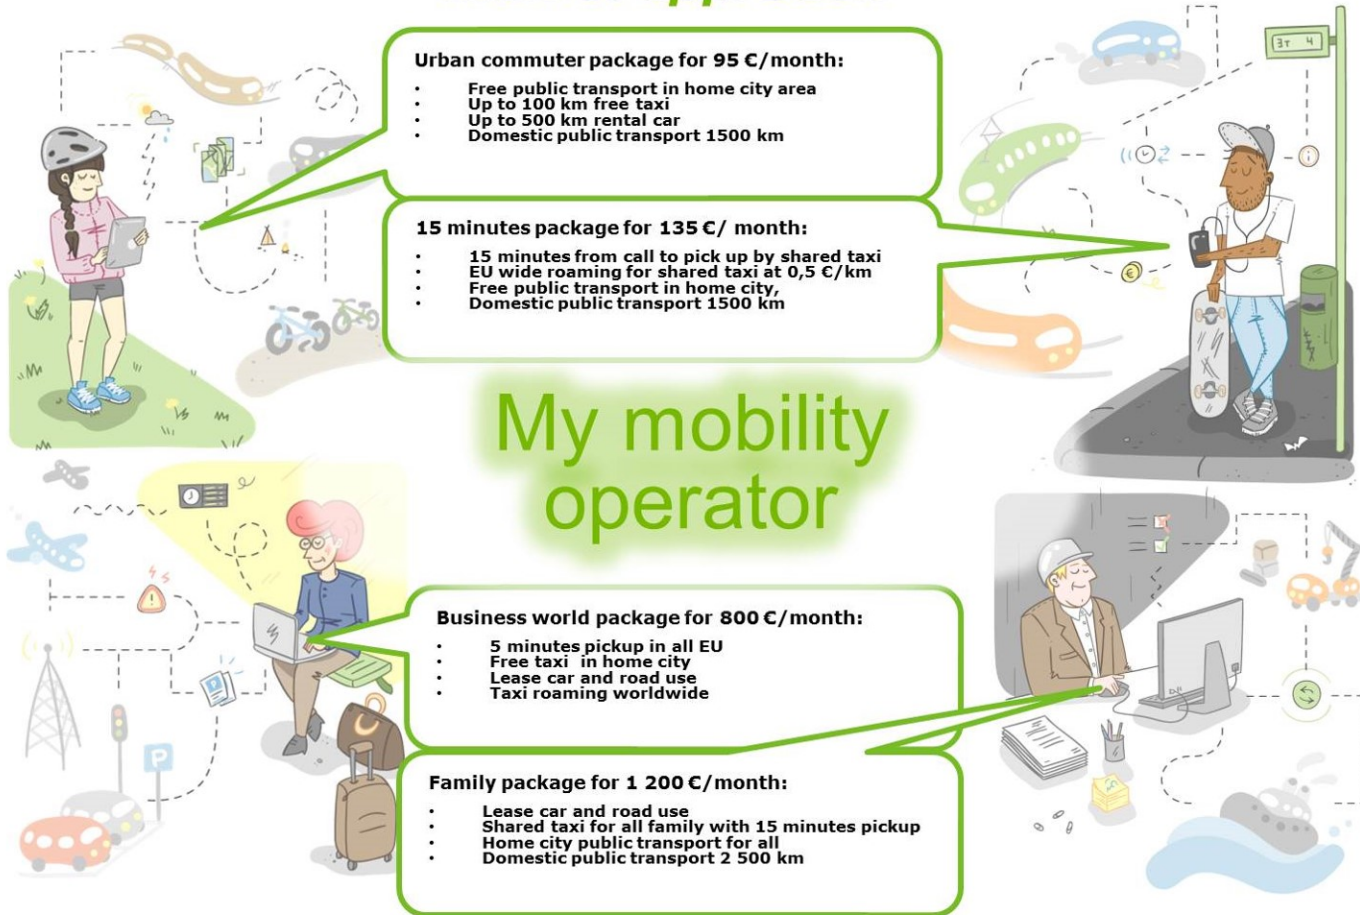 Urban commuter package for 95 €/month:
• Free public transport in home city area
• Up to 100 km free taxi
• Up to 500 km rental car
• Domestic public transport 1500 km
15 minutes package for 135 €/ month:
• 15 minutes from call to pick up by shared taxi
• EU wide roaming for shared taxi at 0,5 €/km
• Free public transport in home city,
• Domestic public transport 1500 km
My mobility
operator
Business world package for 800 €/month:
• 5 minutes pickup in all EU
• Free taxi in home city
• Lease car and road use
• Taxi roaming worldwide
Family package for 1 200 €/month:
• Lease car and road use
• Shared taxi for all family with 15 minutes pickup
• Home city public transport for all
• Domestic public transport 2 500 km
P